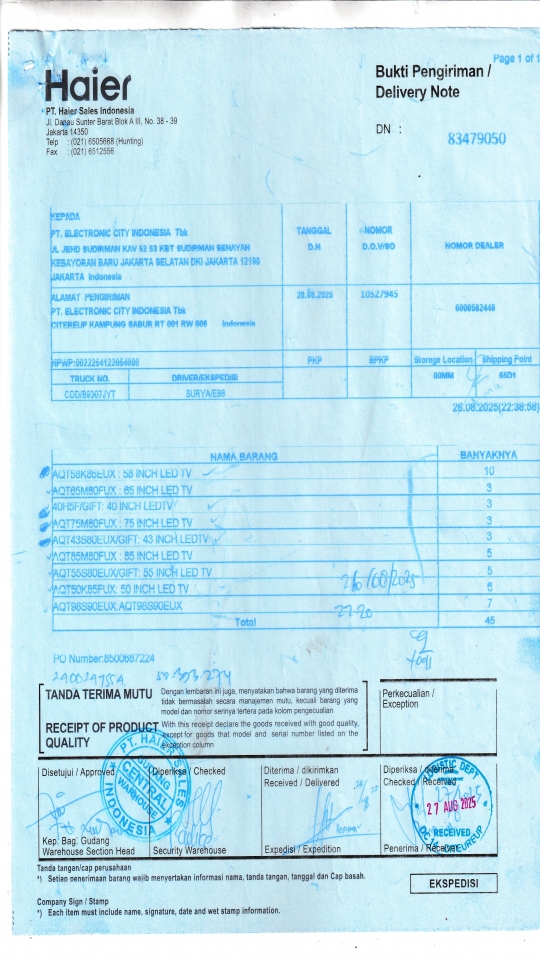 Page 1 of 1
Haier
Bukti Pengiriman /
Delivery Note
PT. Haier Sales Indonesia
Jl. Danau Sunter Barat Blok A III, No. 38 - 39
Jakarta 14350
Telp : (021) 6505668 (Hunting)
Fax : (021) 6512556
DN : 83479050
KEPADA
PT. ELECTRONIC CITY INDONESIA Tbk
JL JEND SUDIRMAN KAV 52 53 KBT SUDIRMAN SENAYAN
KEBAYORAN BARU JAKARTA SELATAN DKI JAKARTA 12190
JAKARTA Indonesia
TANGGAL D.N
NOMOR D.O.V/SO
NOMOR DEALER
ALAMAT PENGIRIMAN
PT. ELECTRONIC CITY INDONESIA Tbk
CITEREUP KAMPUNG SABUR RT 001 RW 006 Indonesia
26.08.2025
10527945
6000582446
NPWP:0022254122054000
PKP
BPKP
Storege Location
Shipping Point
TRUCK NO.
DRIVER/EKSPEDISI
CDD/B9307JYT
SURYA/E88
26.08.2025(22:38:58)
NAMA BARANG BANYAKNYA
AQT58K85EUX : 58 INCH LED TV 10
AQT65M80FUX : 65 INCH LED TV 3
40H5F/GIFT: 40 INCH LEDTV 3
AQT75M80FUX : 75 INCH LED TV 3
AQT43S80EUX/GIFT: 43 INCH LEDTV 3
AQT85M80FUX : 85 INCH LED TV 5
AQT55S80EUX/GIFT: 55 INCH LED TV 5
AQT50K85FUX: 50 INCH LED TV 6
AQT98S90EUX:AQT98S90EUX 7
Total 45
26/08/2025
PO Number:8500687224
TANDA TERIMA MUTU
Dengan lembaran ini juga, menyatakan bahwa barang yang diterima
tidak bermasalah secara manajemen mutu, kecuali barang yang
model dan nomor serinya tertera pada kolom pengecualian
RECEIPT OF PRODUCT
QUALITY
With this receipt declare the goods received with good quality,
except for goods that model and serial number listed on the
exception column
Perkecualian /
Exception
Disetujui / Approved
Diperiksa / Checked
Diterima / dikirimkan
Received / Delivered
Diperiksa / diterima
Checked / Received
PT. HAIER SALES
INDONESIA
CENTRAL
WAREHOUSE
LOGISTIC DEPT
27 AUG 2025
RECEIVED
Kep. Bag. Gudang
Warehouse Section Head
Security Warehouse
Expedisi / Expedition
Penerima / Receiver
Tanda tangan/cap perusahaan
*) Setiap penerimaan barang wajib menyertakan informasi nama, tanda tangan, tanggal dan Cap basah.
EKSPEDISI
Company Sign / Stamp
*) Each item must include name, signature, date and wet stamp information.